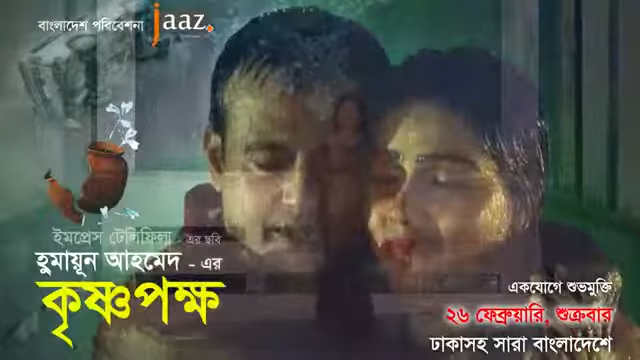 বাংলাদেশ পরিবেশনা jaaz.
ইমপ্রেস টেলিফিল্ম - এর ছবি
হুমায়ূন আহমেদ - এর
কৃষ্ণপক্ষ
একযোগে শুভমুক্তি
২৬ ফেব্রুয়ারি, শুক্রবার
ঢাকাসহ সারা বাংলাদেশে